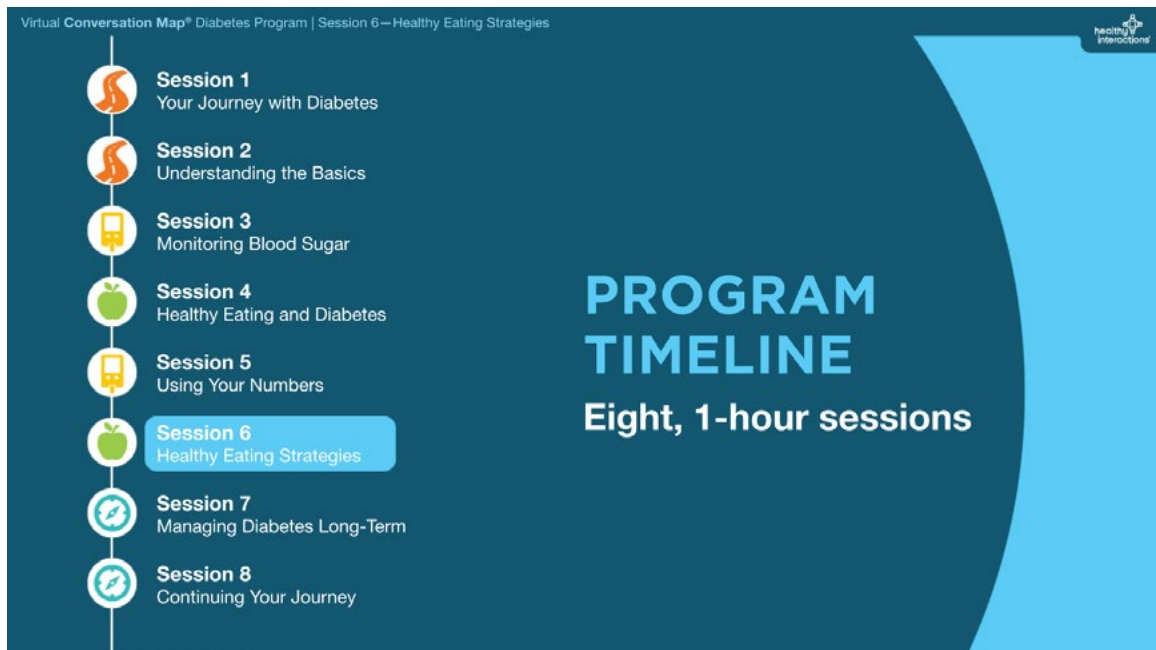 Virtual Conversation Map® Diabetes Program | Session 6—Healthy Eating Strategies
healthy
interactions®
Session 1
Your Journey with Diabetes
Session 2
Understanding the Basics
Session 3
Monitoring Blood Sugar
Session 4
Healthy Eating and Diabetes
Session 5
Using Your Numbers
Session 6
Healthy Eating Strategies
Session 7
Managing Diabetes Long-Term
Session 8
Continuing Your Journey
PROGRAM
TIMELINE
Eight, 1-hour sessions